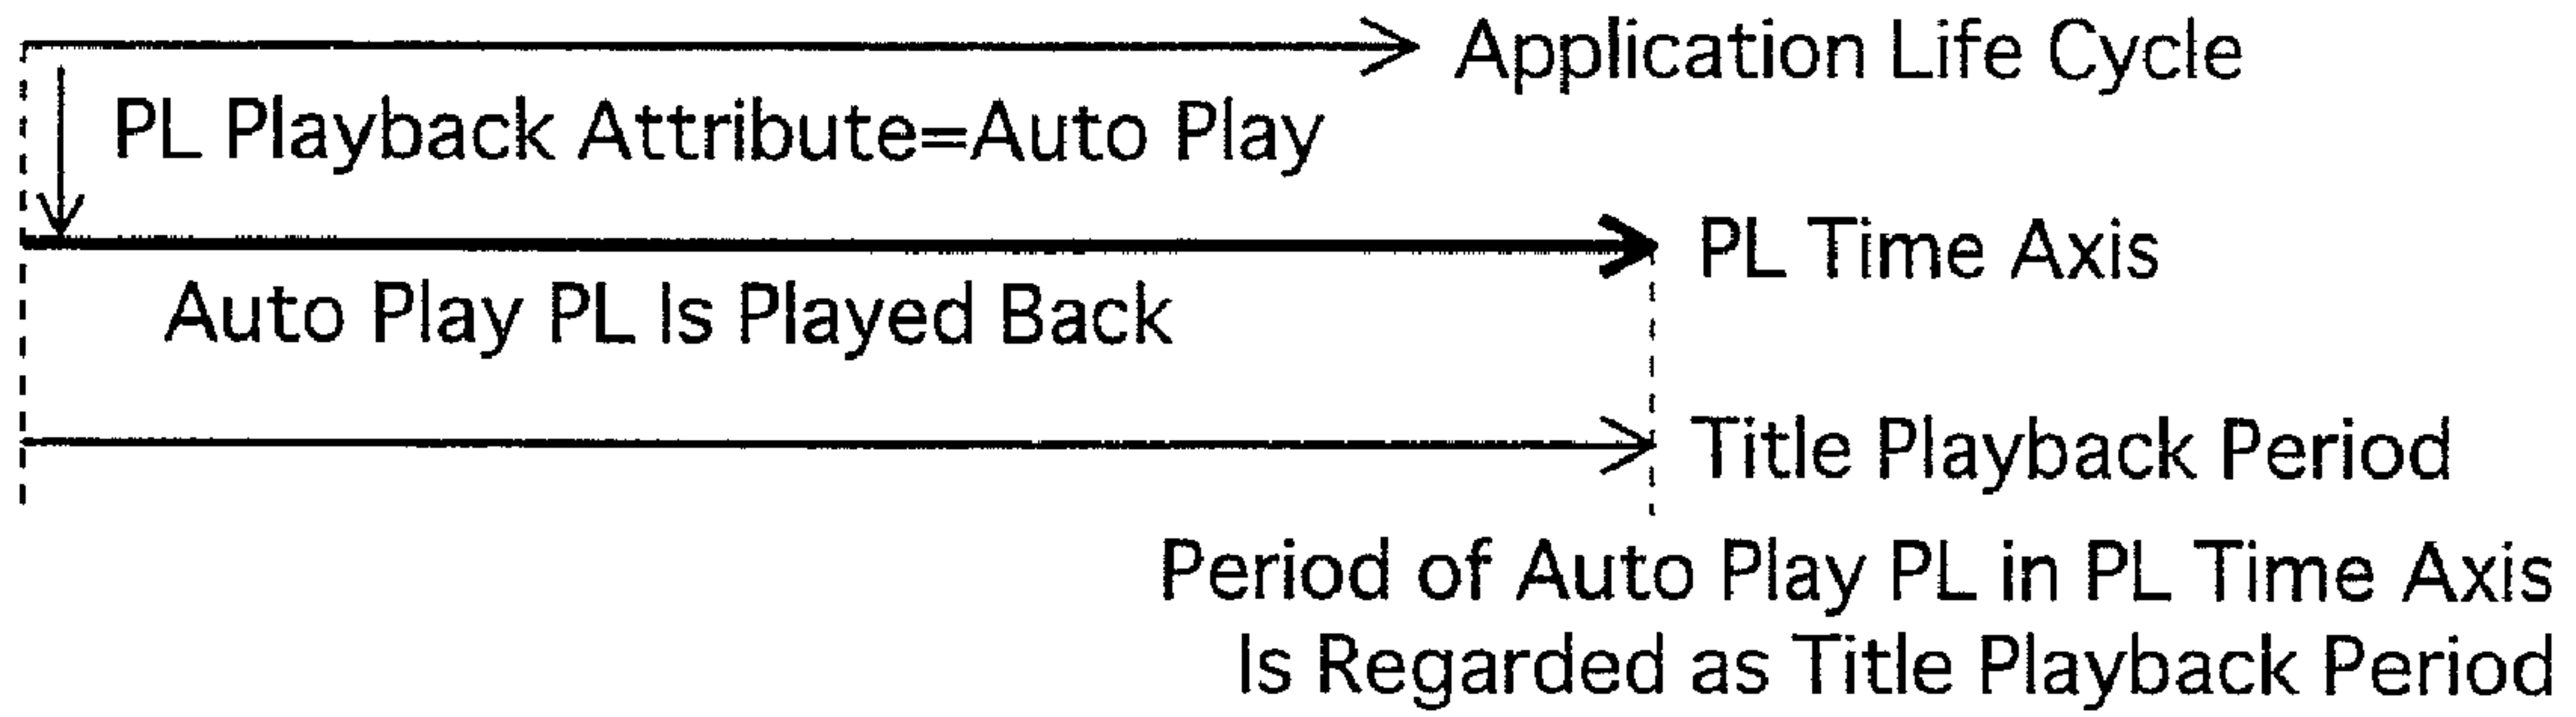 Application Life Cycle
PL Playback Attribute=Auto Play
PL Time Axis
Auto Play PL Is Played Back
Title Playback Period
Period of Auto Play PL in PL Time Axis
Is Regarded as Title Playback Period